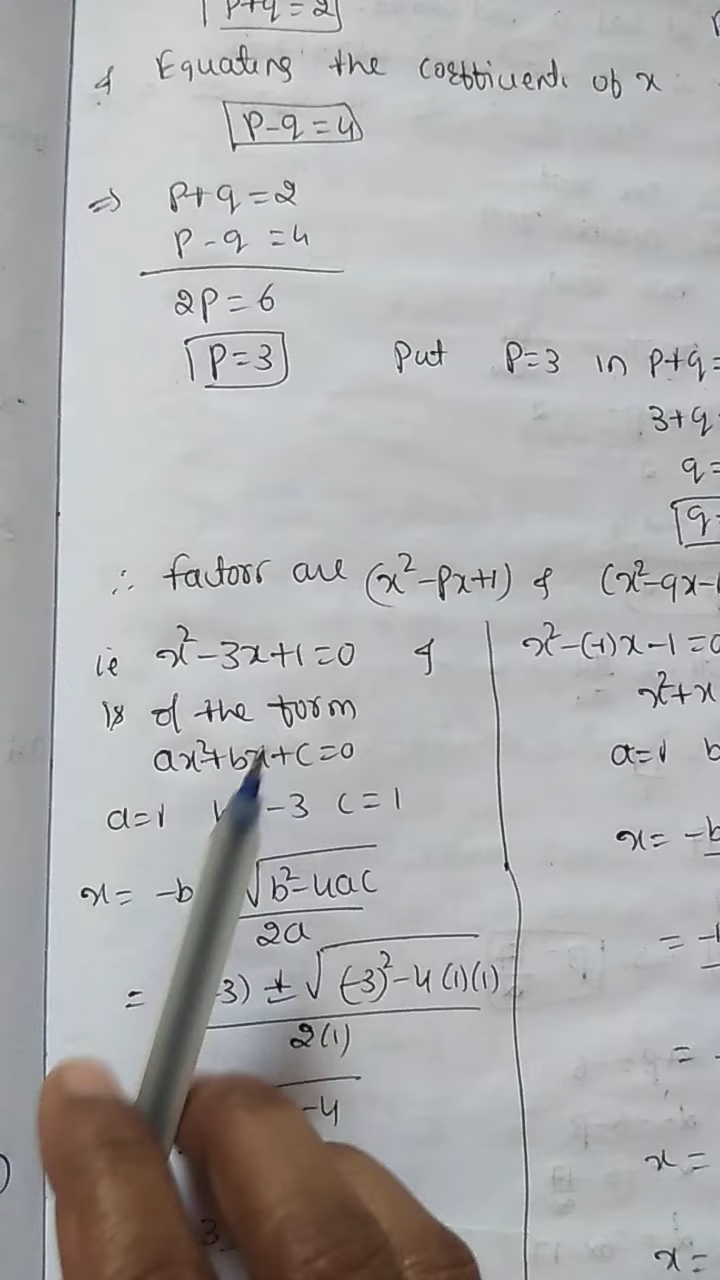 P+q=2
& Equating the coefficients of x
P-q=4
⇒ P+q=2
P-q=4
2P=6
P=3 Put P=3 in P+q=
3+q
q=
q
∴ factors are (x²-Px+1) & (x²-qx-
ie x²-3x+1=0 &
is of the form
ax²+bx+c=0
a=1 -3 c=1
x= -b √b²-4ac
2a
= 3) ± √(-3)²-4(1)(1)
2(1)
-4
3
x²-(-1)x-1=0
x²+x
a=1 b
x= -b
= -1
=
x=
x=